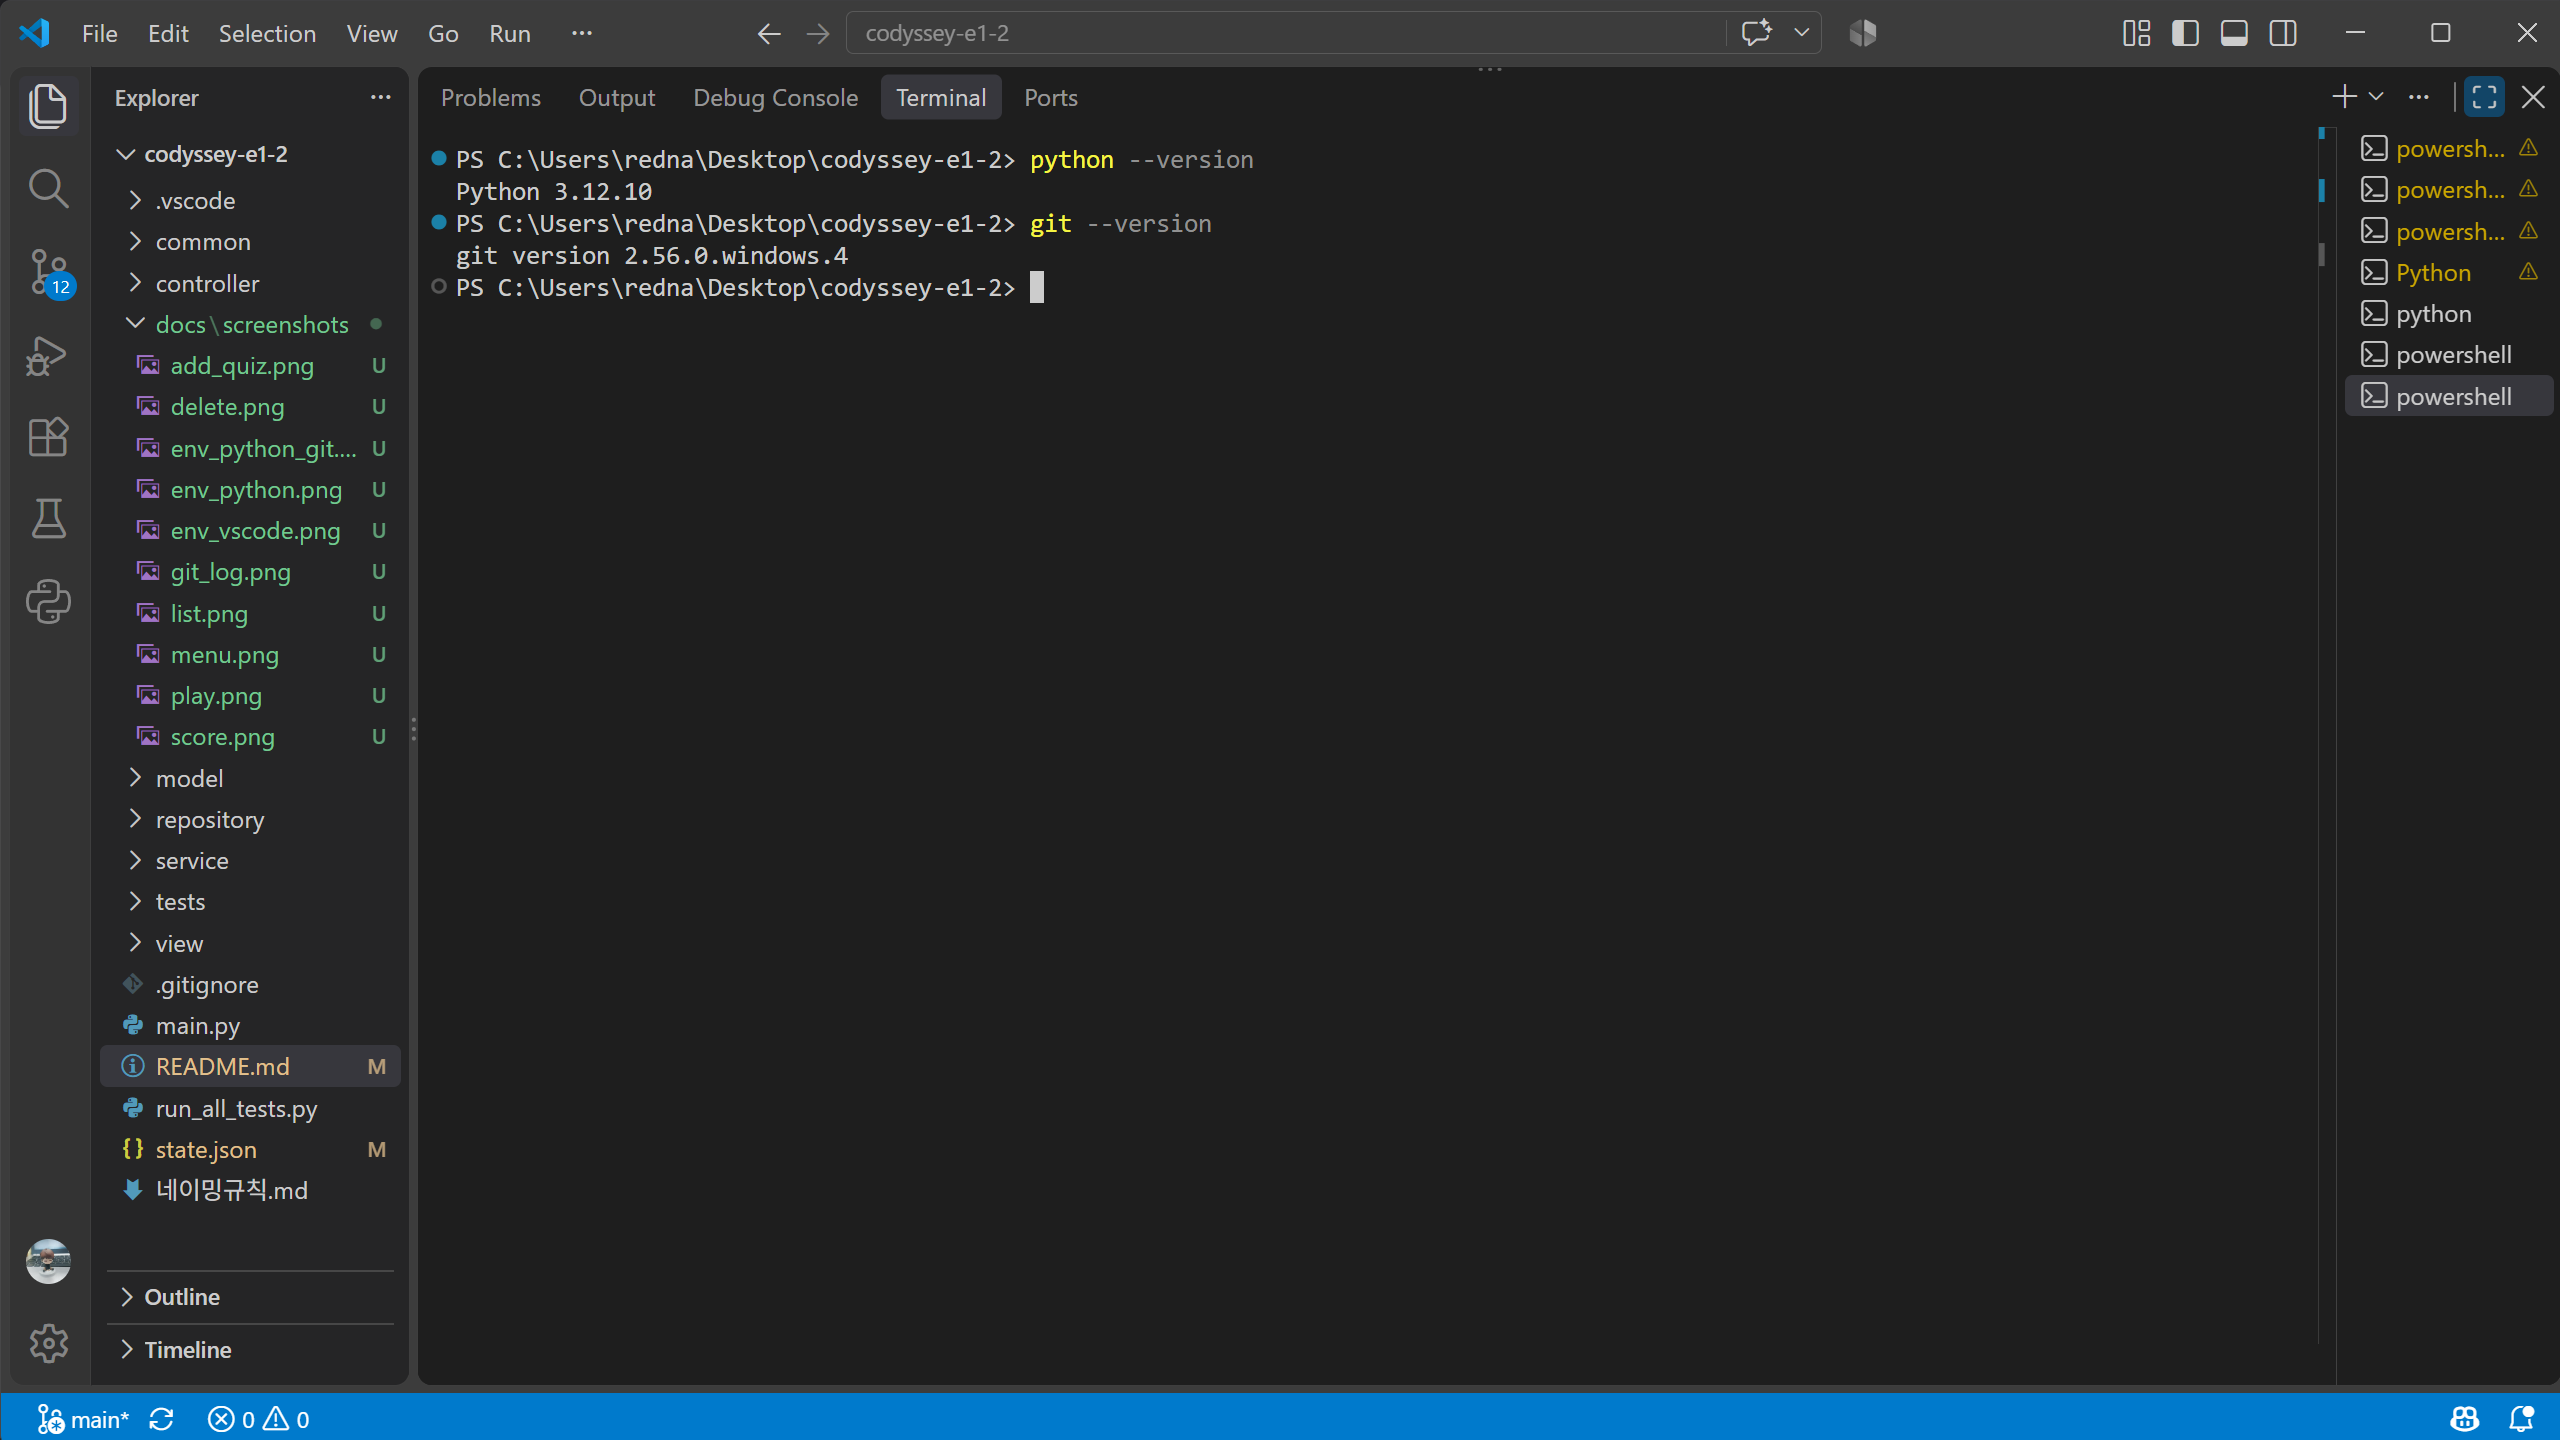 File Edit Selection View Go Run ···
codyssey-e1-2
Explorer
codyssey-e1-2
.vscode
common
controller
docs\screenshots
add_quiz.png U
delete.png U
env_python_git.... U
env_python.png U
env_vscode.png U
git_log.png U
list.png U
menu.png U
play.png U
score.png U
model
repository
service
tests
view
.gitignore
main.py
README.md M
run_all_tests.py
state.json M
네이밍규칙.md
Outline
Timeline
12
Problems Output Debug Console Terminal Ports
PS C:\Users\redna\Desktop\codyssey-e1-2> python --version
Python 3.12.10
PS C:\Users\redna\Desktop\codyssey-e1-2> git --version
git version 2.56.0.windows.4
PS C:\Users\redna\Desktop\codyssey-e1-2>
powersh...
powersh...
powersh...
Python
python
powershell
powershell
main* 0 0